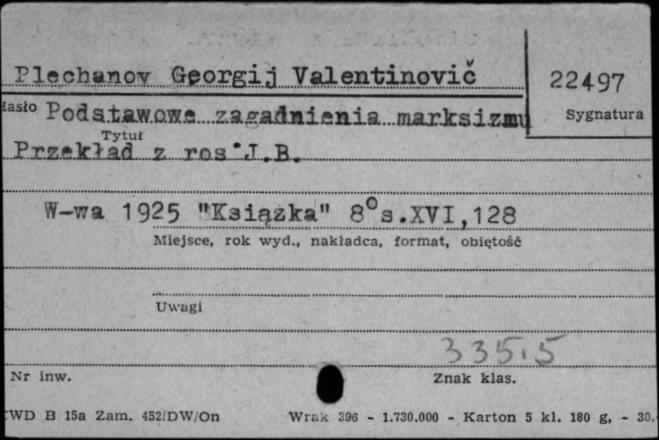 Plechanov Georgij Valentinovič
22497
Hasło
Podstawowe zagadnienia marksizmu
Sygnatura
Tytuł
Przekład z ros. J.B.
W-wa 1925 "Książka" 8° s.XVI,128
Miejsce, rok wyd., nakładca, format, objętość
Uwagi
335.5
Nr inw.
Znak klas.
CWD B 15a Zam. 452/DW/On
Wrak 396 - 1.730.000 - Karton 5 kl. 180 g, - 30.